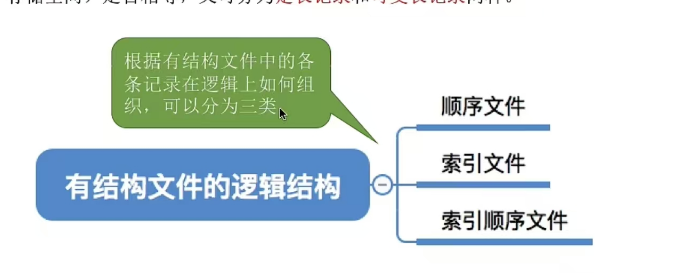 根据有结构文件中的各
条记录在逻辑上如何组
织，可以分为三类
有结构文件的逻辑结构
顺序文件
索引文件
索引顺序文件